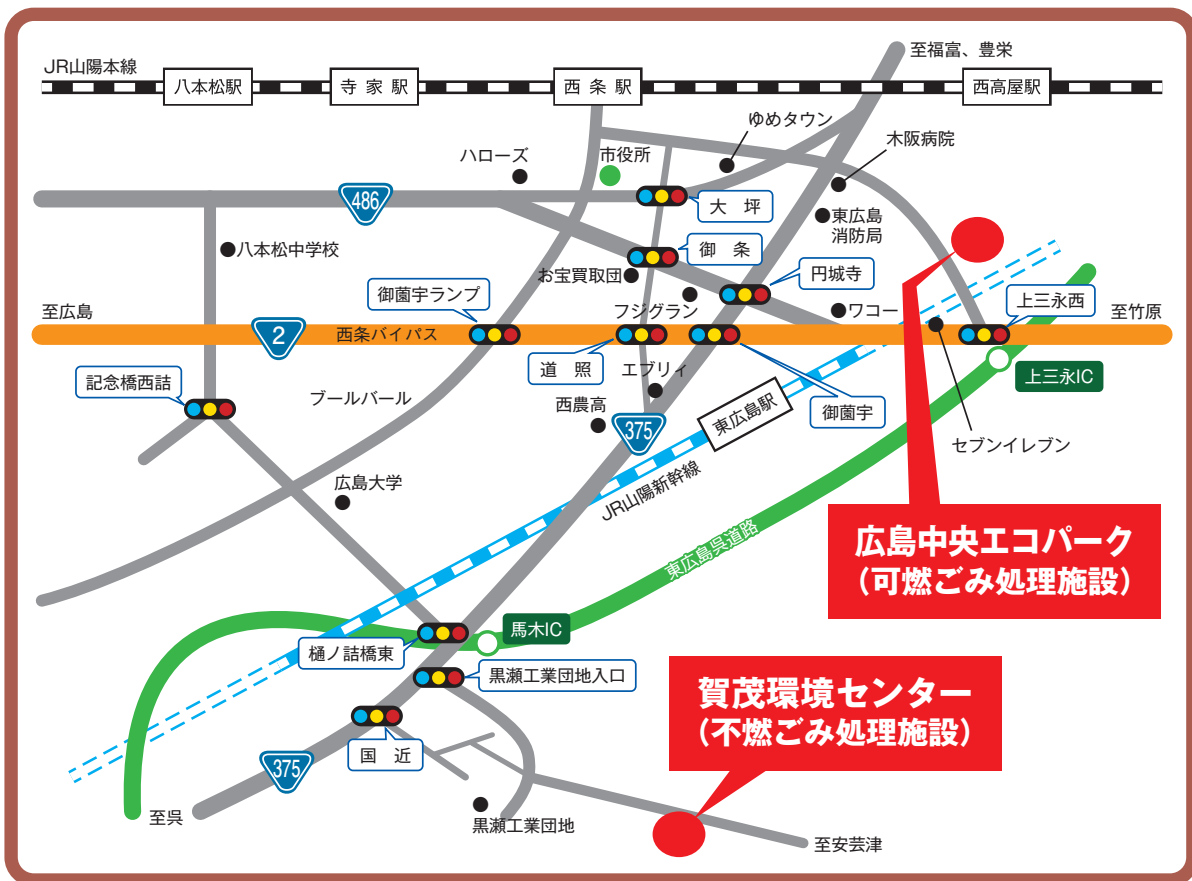 至福富、豊栄
JR山陽本線
八本松駅
寺家駅
西条駅
西高屋駅
ゆめタウン
木阪病院
ハローズ
市役所
486
大坪
東広島
消防局
八本松中学校
御条
お宝買取団
円城寺
御薗宇ランプ
上三永西
至広島
フジグラン
ワコー
至竹原
2
西条バイパス
道照
エブリィ
上三永IC
記念橋西詰
ブールバール
西農高
375
東広島駅
御薗宇
セブンイレブン
広島大学
JR山陽新幹線
広島中央エコパーク
(可燃ごみ処理施設)
東広島呉道路
馬木IC
樋ノ詰橋東
黒瀬工業団地入口
賀茂環境センター
(不燃ごみ処理施設)
国近
375
至呉
黒瀬工業団地
至安芸津